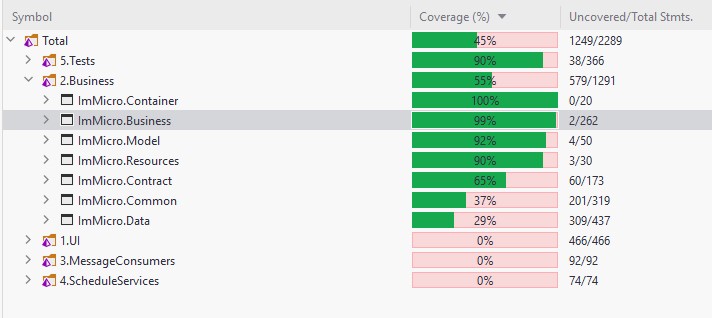 Symbol Coverage (%) Uncovered/Total Stmts.
Total 45% 1249/2289
5.Tests 90% 38/366
2.Business 55% 579/1291
ImMicro.Container 100% 0/20
ImMicro.Business 99% 2/262
ImMicro.Model 92% 4/50
ImMicro.Resources 90% 3/30
ImMicro.Contract 65% 60/173
ImMicro.Common 37% 201/319
ImMicro.Data 29% 309/437
1.UI 0% 466/466
3.MessageConsumers 0% 92/92
4.ScheduleServices 0% 74/74